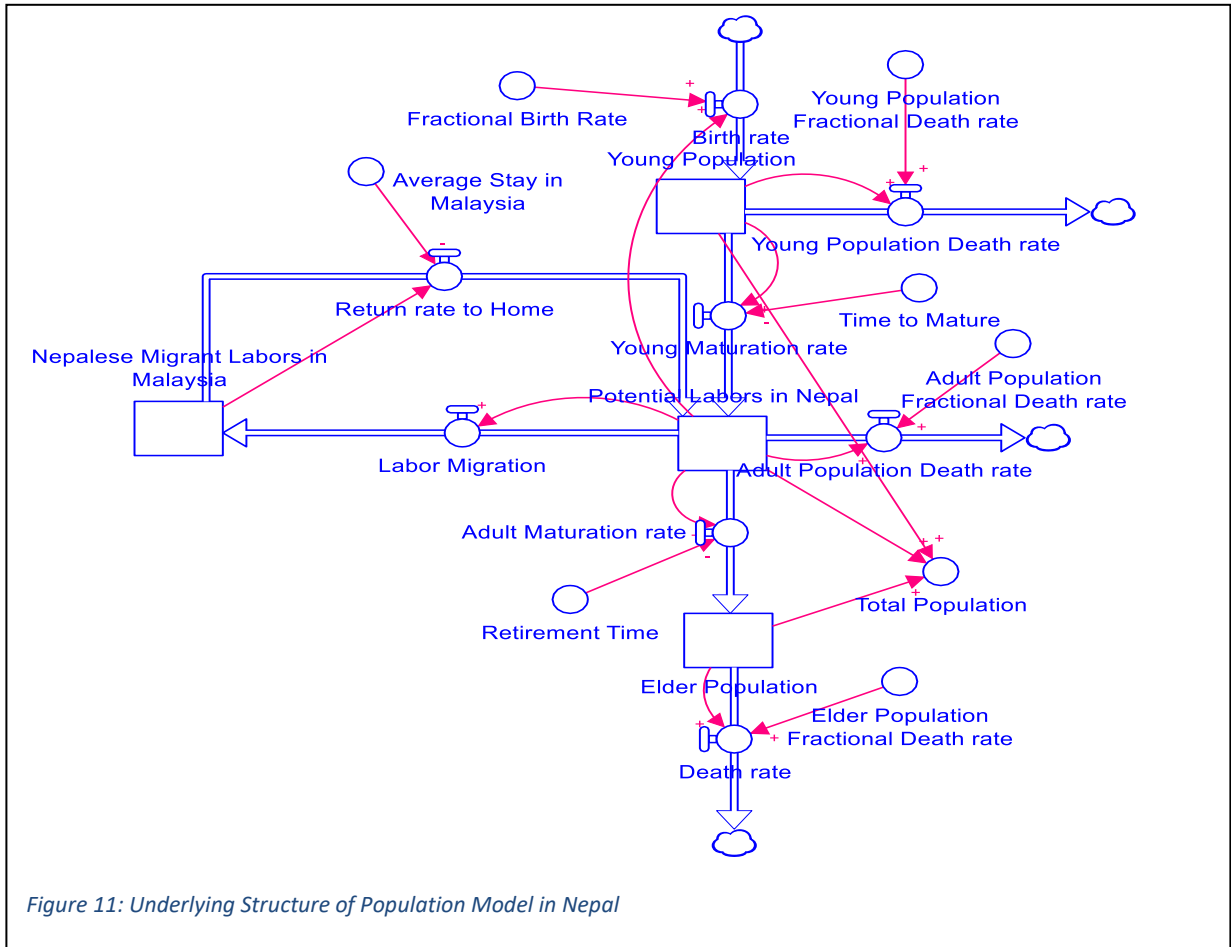 Fractional Birth Rate
Birth rate
Young Population
Fractional Death rate
Young Population
Average Stay in
Malaysia
Young Population Death rate
Return rate to Home
Time to Mature
Young Maturation rate
Nepalese Migrant Labors in
Malaysia
Potential Labors in Nepal
Adult Population
Fractional Death rate
Labor Migration
Adult Population Death rate
Adult Maturation rate
Retirement Time
Total Population
Elder Population
Elder Population
Fractional Death rate
Death rate
Figure 11: Underlying Structure of Population Model in Nepal